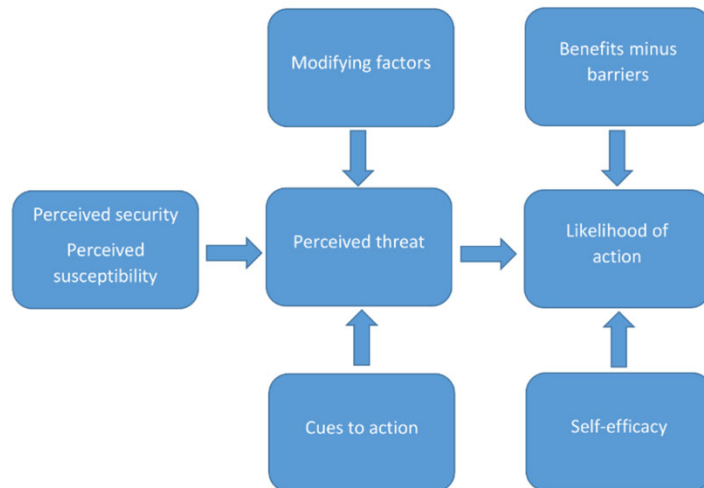 Modifying factors
Benefits minus
barriers
Perceived security
Perceived
susceptibility
Perceived threat
Likelihood of
action
Cues to action
Self-efficacy